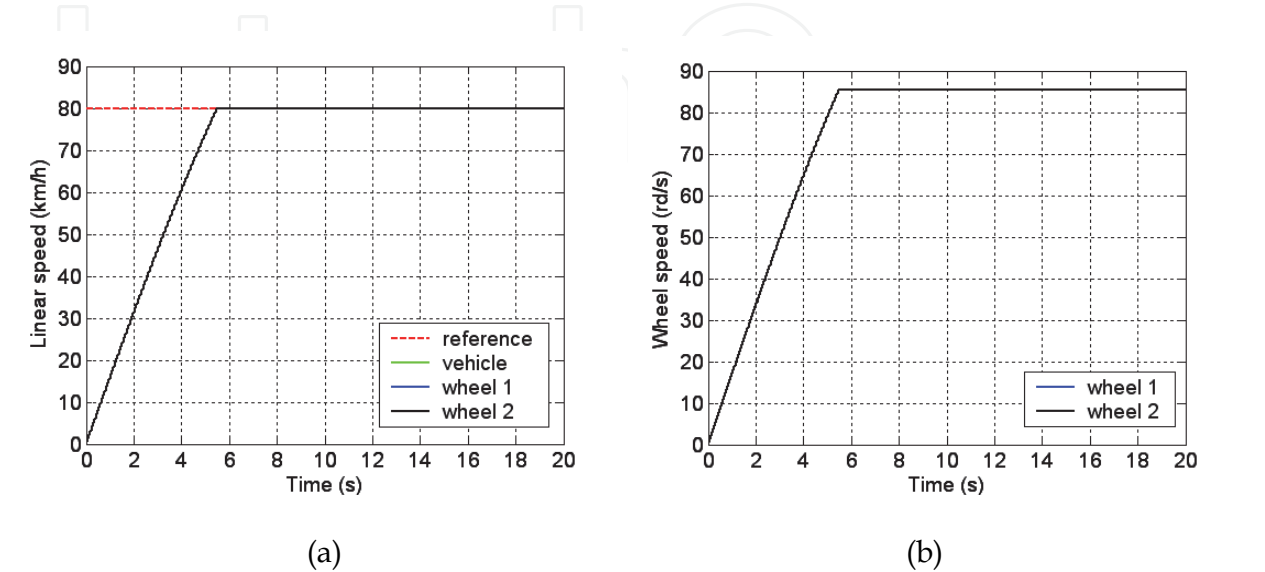 90
80
70
60
50
40
30
20
10
0
Linear speed (km/h)
reference
vehicle
wheel 1
wheel 2
0 2 4 6 8 10 12 14 16 18 20
Time (s)
(a)
90
80
70
60
50
40
30
20
10
0
Wheel speed (rd/s)
wheel 1
wheel 2
0 2 4 6 8 10 12 14 16 18 20
Time (s)
(b)